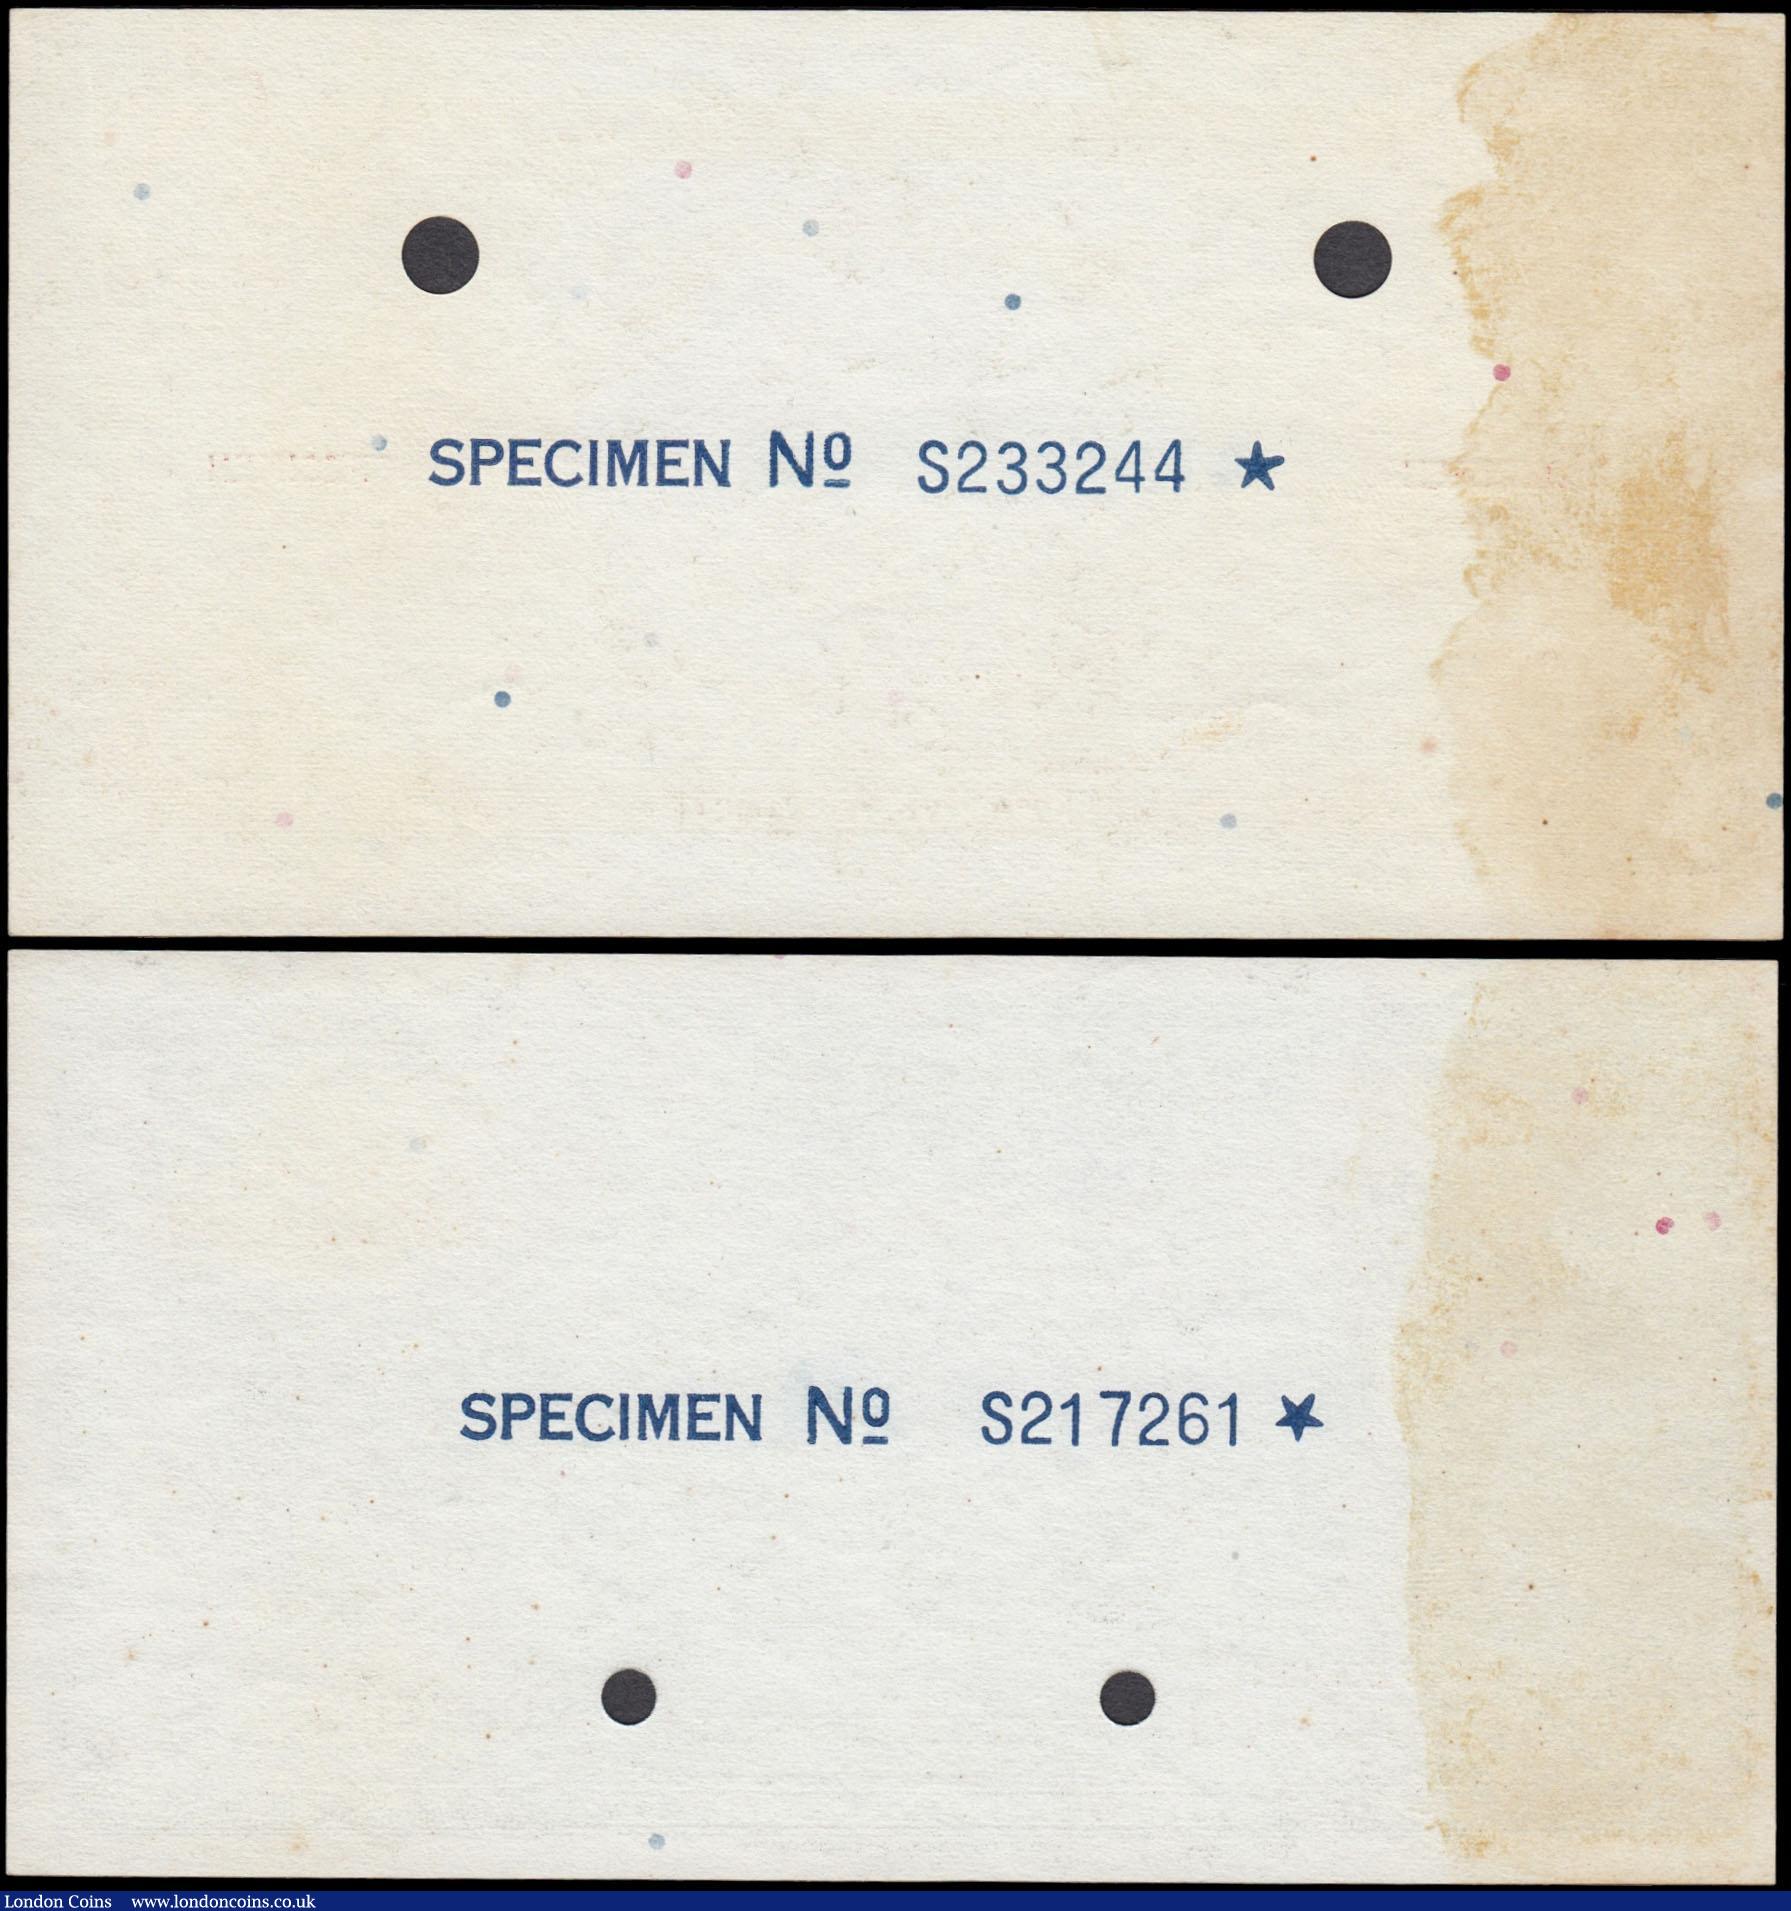 SPECIMEN Nº S233244 ★
SPECIMEN Nº S217261 ★
London Coins www.londoncoins.co.uk